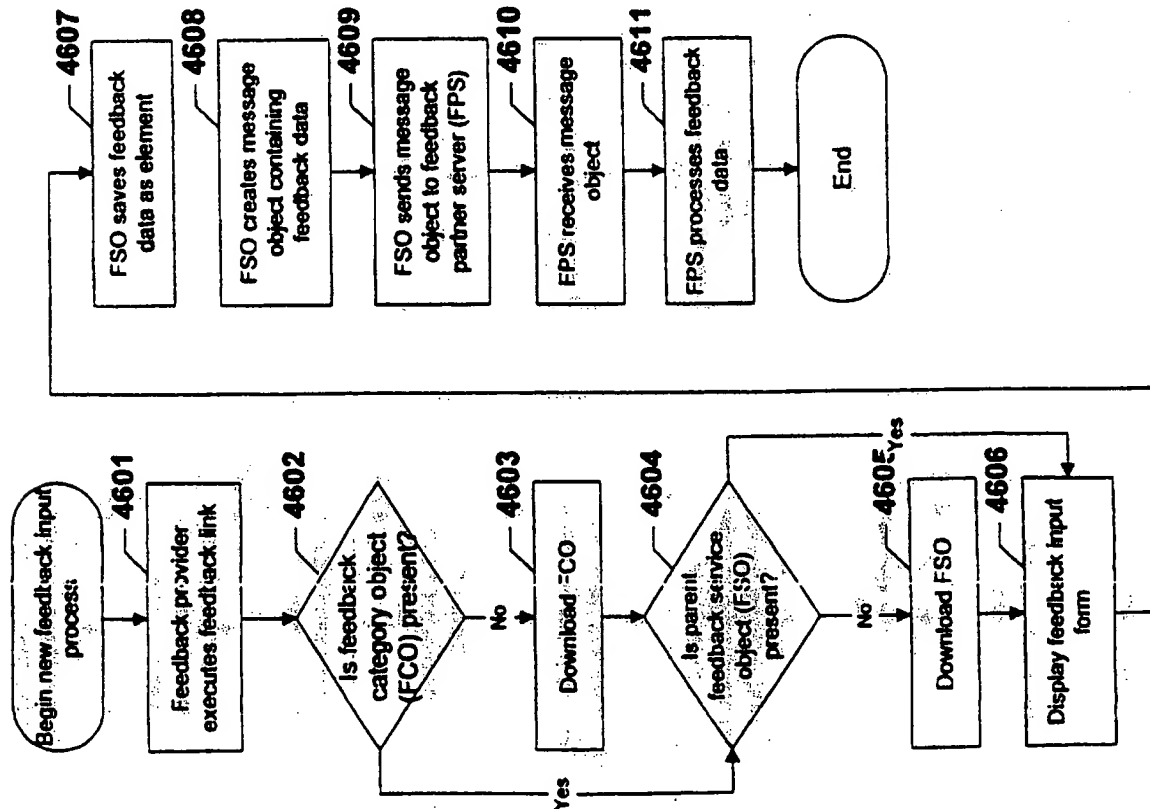 Begin new feedback input
process
4601
Feedback provider
executes feedback link
4602
Is feedback
category object
(FCO) present?
Yes
No
4603
Download FCO
4604
Is parent
feedback service
object (FSO)
present?
Yes
No
4605
Download FSO
4606
Display feedback input
form
4607
FSO saves feedback
data as element
4608
FSO creates message
object containing
feedback data
4609
FSO sends message
object to feedback
partner server (FPS)
4610
FPS receives message
object
4611
FPS processes feedback
data
End